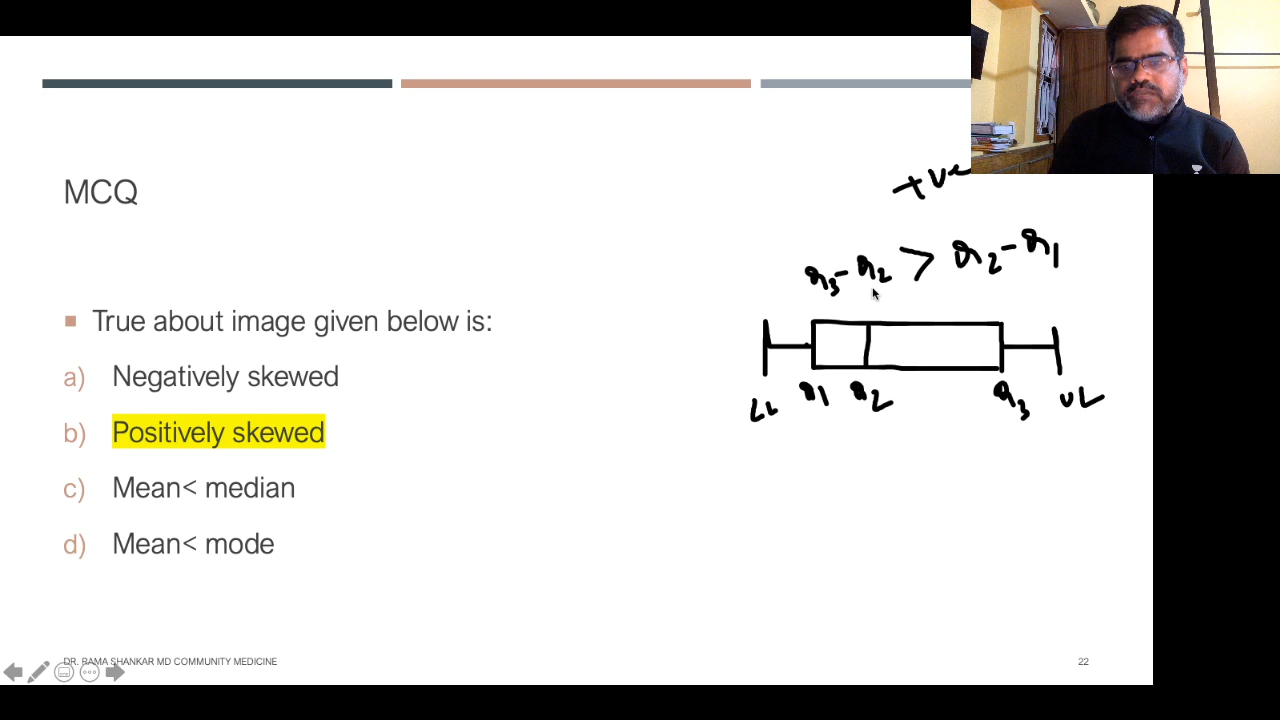 MCQ
+ve
Q3-Q2 > Q2-Q1
True about image given below is:
a) Negatively skewed
b) Positively skewed
c) Mean< median
d) Mean< mode
LL Q1 Q2 Q3 UL
DR. RAMA SHANKAR MD COMMUNITY MEDICINE
22